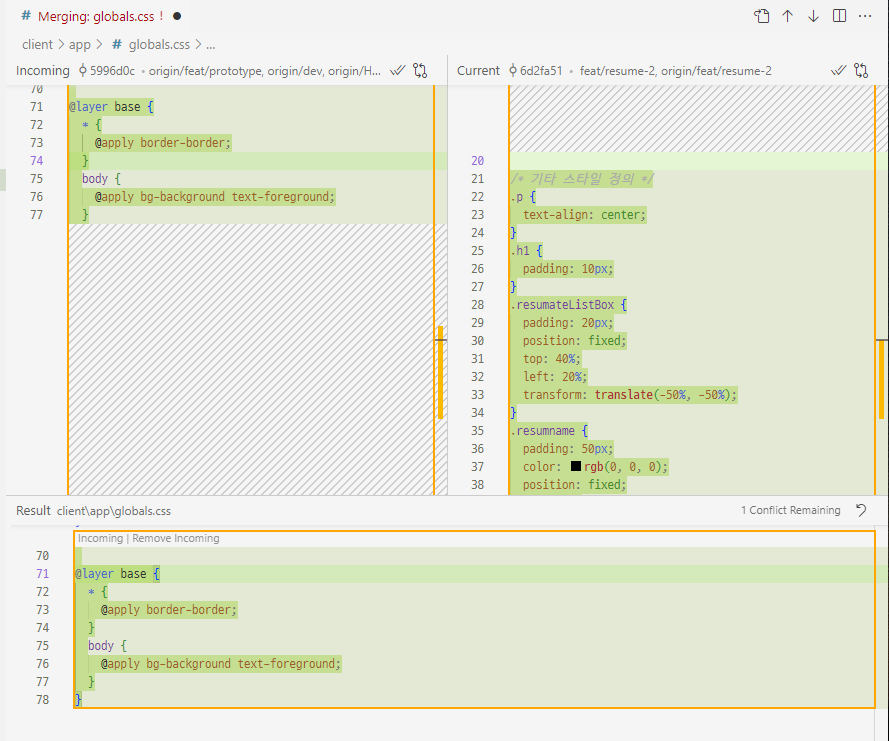 # Merging: globals.css ! ●
client > app > # globals.css > ...
Incoming 5996d0c • origin/feat/prototype, origin/dev, origin/H...
70
71 @layer base {
72 * {
73 @apply border-border;
74 }
75 body {
76 @apply bg-background text-foreground;
77 }
Current 6d2fa51 • feat/resume-2, origin/feat/resume-2
20
21 /* 기타 스타일 정의 */
22 .p {
23 text-align: center;
24 }
25 .h1 {
26 padding: 10px;
27 }
28 .resumateListBox {
29 padding: 20px;
30 position: fixed;
31 top: 40%;
32 left: 20%;
33 transform: translate(-50%, -50%);
34 }
35 .resumname {
36 padding: 50px;
37 color: rgb(0, 0, 0);
38 position: fixed;
Result client\app\globals.css 1 Conflict Remaining
Incoming | Remove Incoming
70
71 @layer base {
72 * {
73 @apply border-border;
74 }
75 body {
76 @apply bg-background text-foreground;
77 }
78 }